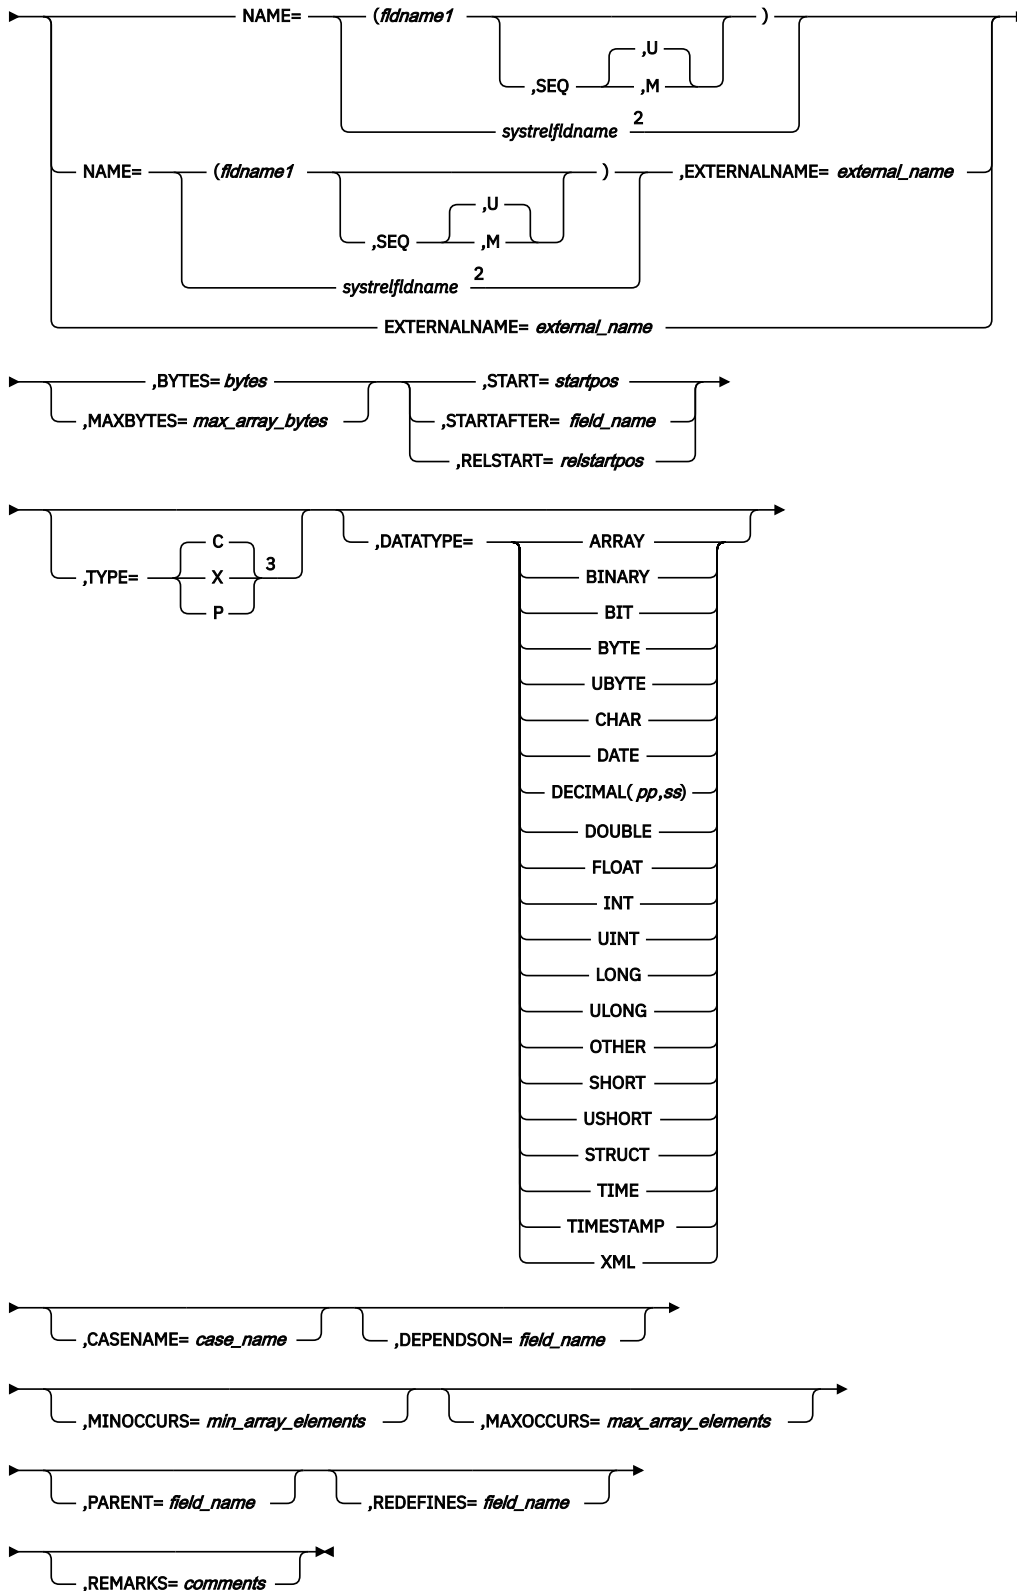 NAME= (fldname1 )
,U
,SEQ ,M
systrelfldname 2
NAME= (fldname1 ) ,EXTERNALNAME= external_name
,U
,SEQ ,M
systrelfldname 2
EXTERNALNAME= external_name
,BYTES= bytes ,START= startpos
,MAXBYTES= max_array_bytes ,STARTAFTER= field_name
,RELSTART= relstartpos
C ,DATATYPE= ARRAY
,TYPE= X 3 BINARY
P BIT
BYTE
UBYTE
CHAR
DATE
DECIMAL( pp,ss)
DOUBLE
FLOAT
INT
UINT
LONG
ULONG
OTHER
SHORT
USHORT
STRUCT
TIME
TIMESTAMP
XML
,CASENAME= case_name ,DEPENDSON= field_name
,MINOCCURS= min_array_elements ,MAXOCCURS= max_array_elements
,PARENT= field_name ,REDEFINES= field_name
,REMARKS= comments